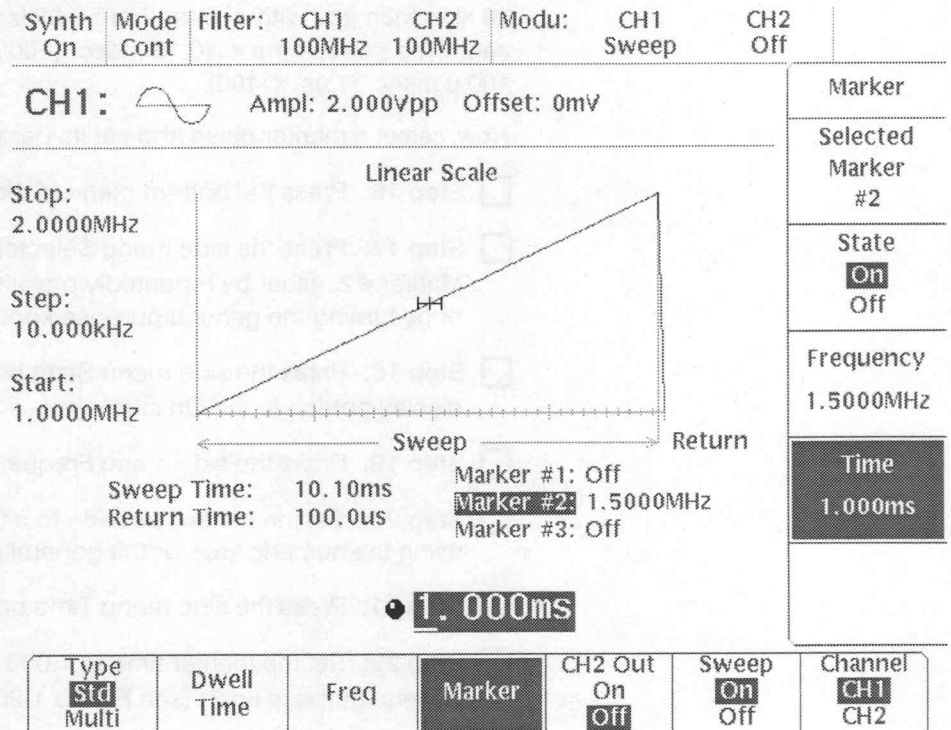 Synth Mode Filter: CH1 CH2 Modu: CH1 CH2
On Cont 100MHz 100MHz Sweep Off
CH1: Ampl: 2.000Vpp Offset: 0mV
Linear Scale
Stop:
2.0000MHz
Step:
10.000kHz
Start:
1.0000MHz
Sweep Return
Sweep Time: 10.10ms
Return Time: 100.0us
Marker #1: Off
Marker #2: 1.5000MHz
Marker #3: Off
1.000ms
Marker
Selected
Marker
#2
State
On
Off
Frequency
1.5000MHz
Time
1.000ms
Type
Std
Multi
Dwell
Time
Freq
Marker
CH2 Out
On
Off
Sweep
On
Off
Channel
CH1
CH2